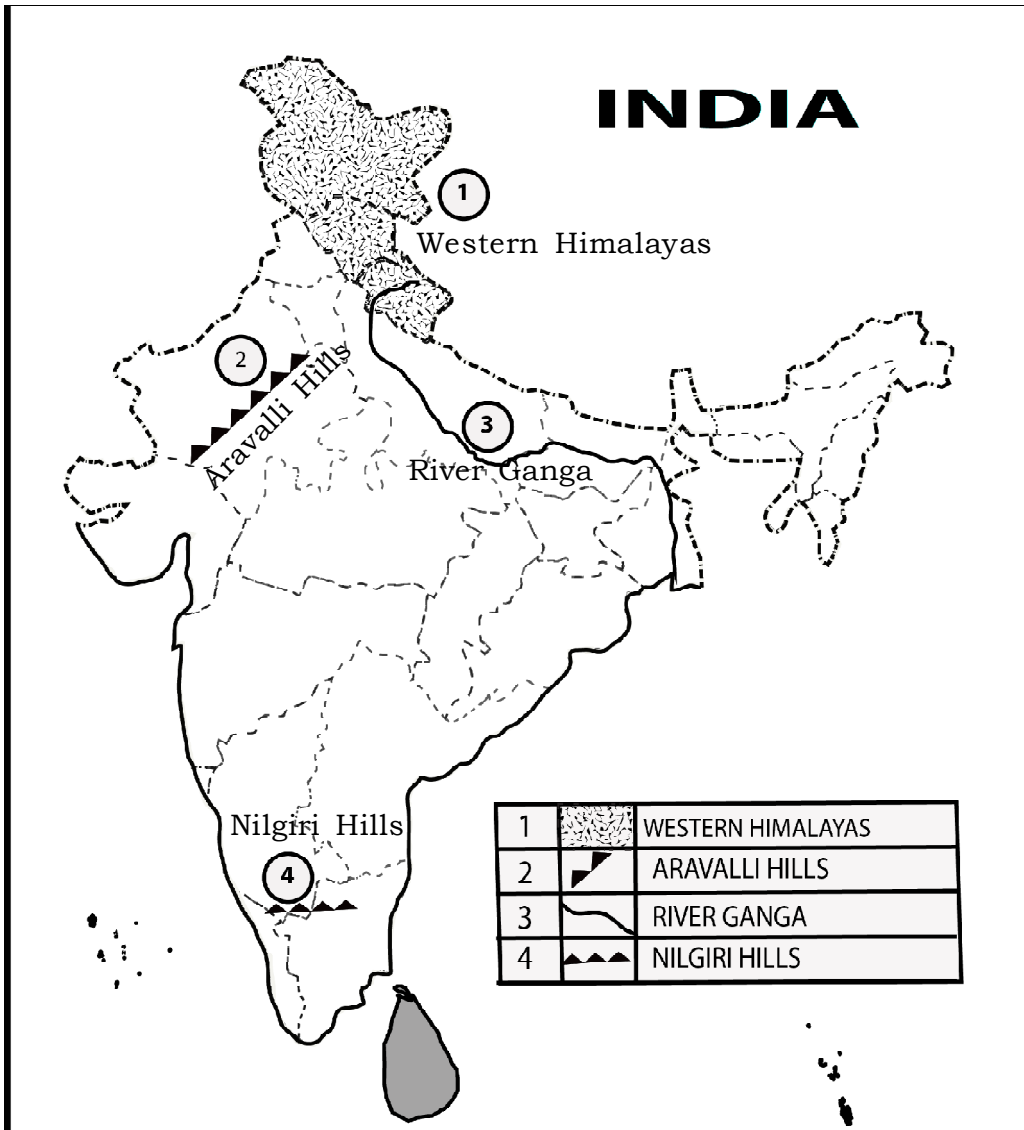 INDIA
1
Western Himalayas
2
Aravalli Hills
3
River Ganga
Nilgiri Hills
4
1 WESTERN HIMALAYAS
2 ARAVALLI HILLS
3 RIVER GANGA
4 NILGIRI HILLS